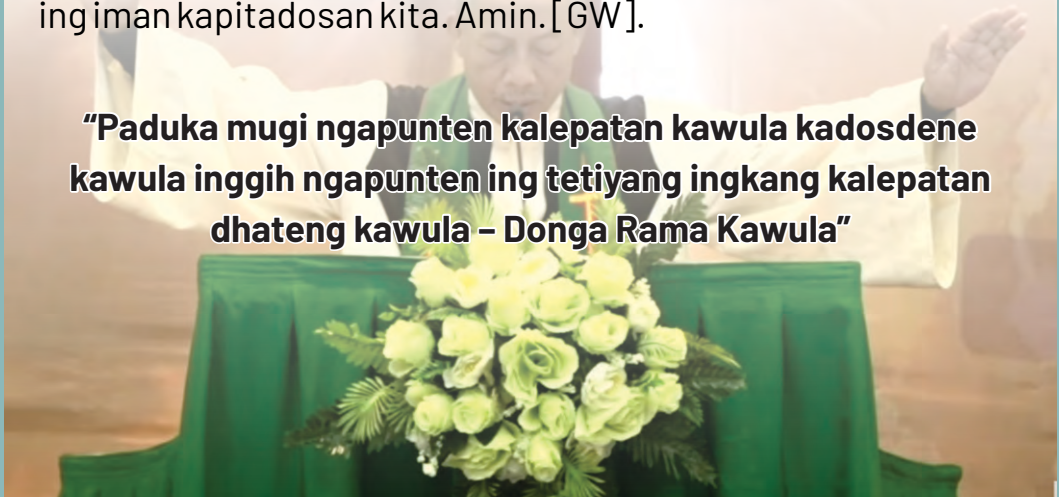 ing iman kapitadosan kita. Amin. [GW].
“Paduka mugi ngapunten kalepatan kawula kadosdene
kawula inggih ngapunten ing tetiyang ingkang kalepatan
dhateng kawula – Donga Rama Kawula”